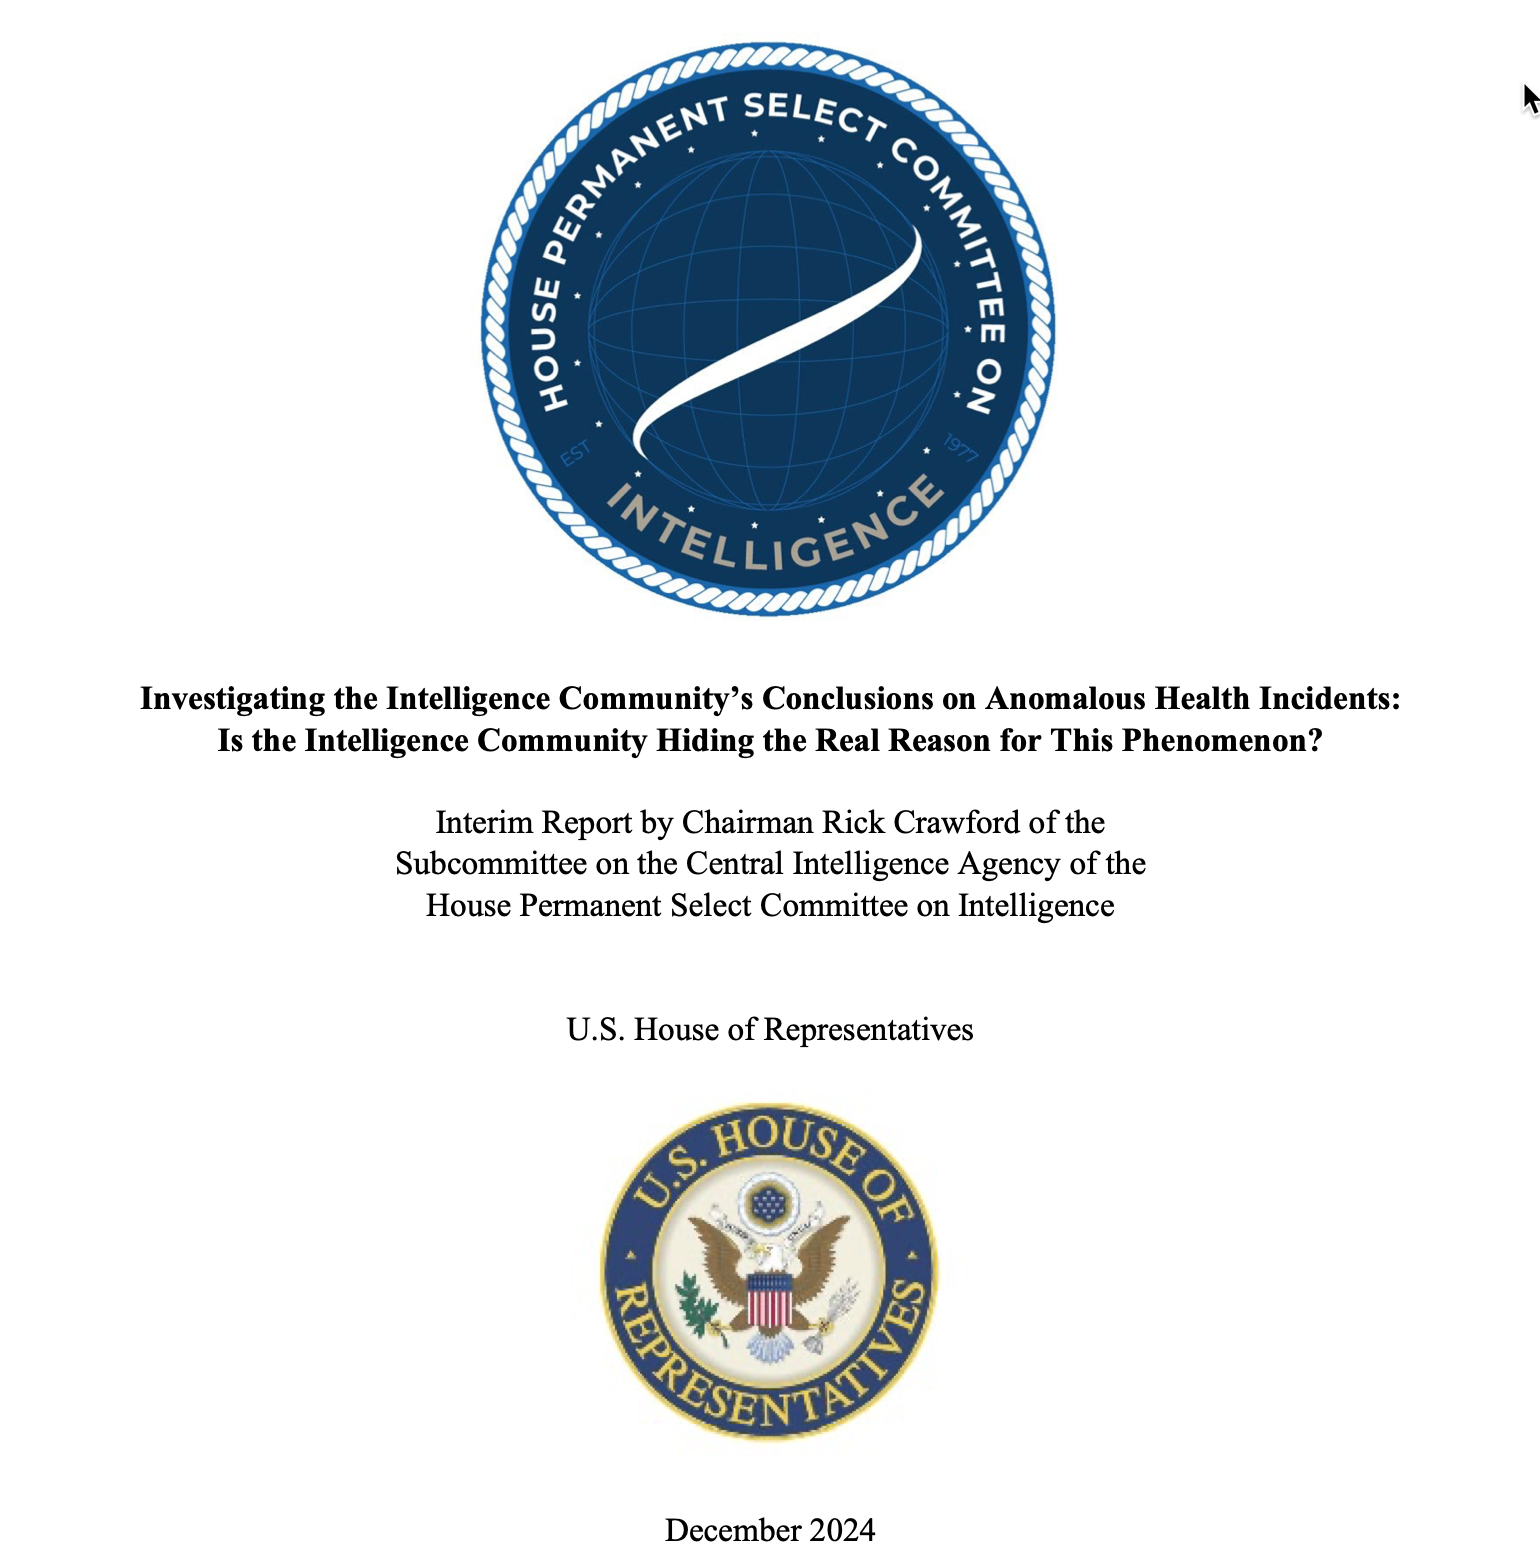 HOUSE PERMANENT SELECT COMMITTEE ON
EST 1977
INTELLIGENCE
Investigating the Intelligence Community’s Conclusions on Anomalous Health Incidents:
Is the Intelligence Community Hiding the Real Reason for This Phenomenon?
Interim Report by Chairman Rick Crawford of the
Subcommittee on the Central Intelligence Agency of the
House Permanent Select Committee on Intelligence
U.S. House of Representatives
U.S. HOUSE OF
REPRESENTATIVES
December 2024